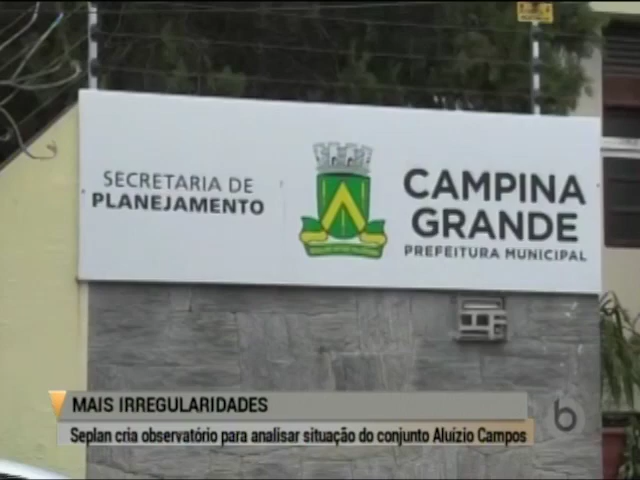 SECRETARIA DE
PLANEJAMENTO
CAMPINA
GRANDE
PREFEITURA MUNICIPAL
MAIS IRREGULARIDADES
Seplan cria observatório para analisar situação do conjunto Aluízio Campos
b